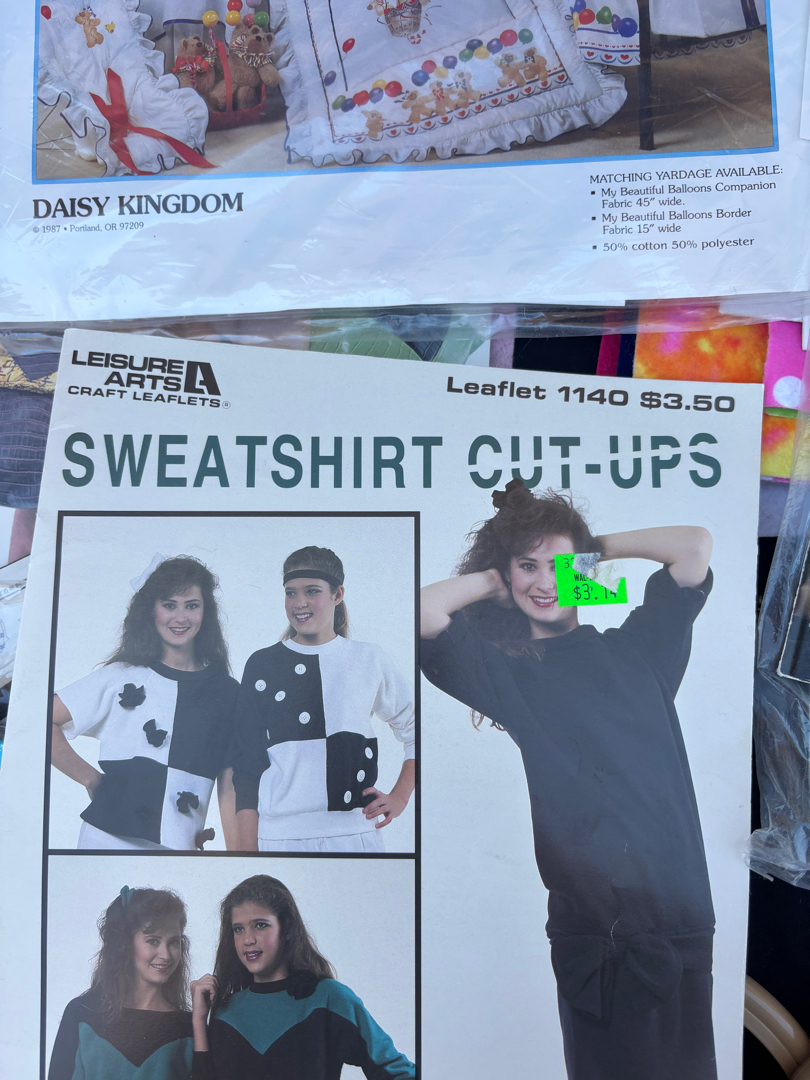 DAISY KINGDOM
© 1987 • Portland, OR 97209
MATCHING YARDAGE AVAILABLE:
▪ My Beautiful Balloons Companion
Fabric 45" wide.
▪ My Beautiful Balloons Border
Fabric 15" wide
▪ 50% cotton 50% polyester
LEISURE
ARTS
CRAFT LEAFLETS®
Leaflet 1140 $3.50
SWEATSHIRT CUT-UPS